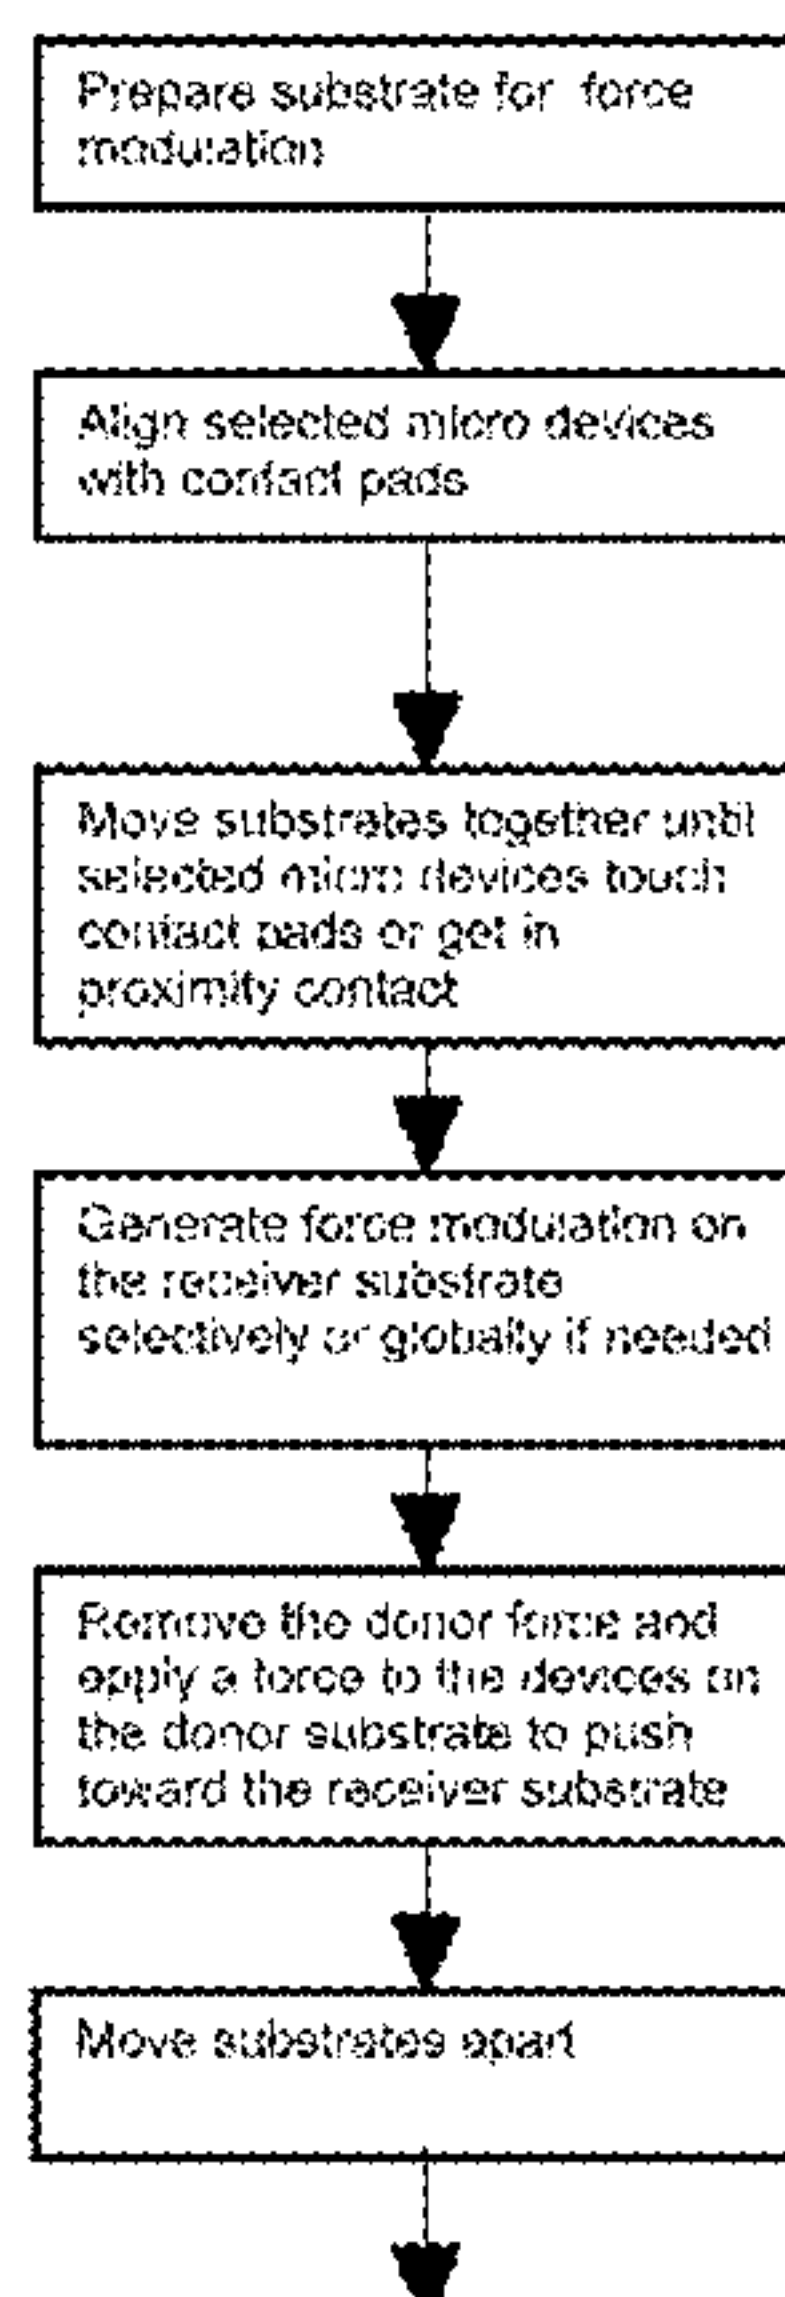 Prepare substrate for force
modulation
Align selected micro devices
with contact pads
Move substrates together until
selected micro devices touch
contact pads or get in
proximity contact
Generate force modulation on
the receiver substrate
selectively or globally if needed
Remove the donor force and
apply a force to the devices on
the donor substrate to push
toward the receiver substrate
Move substrates apart